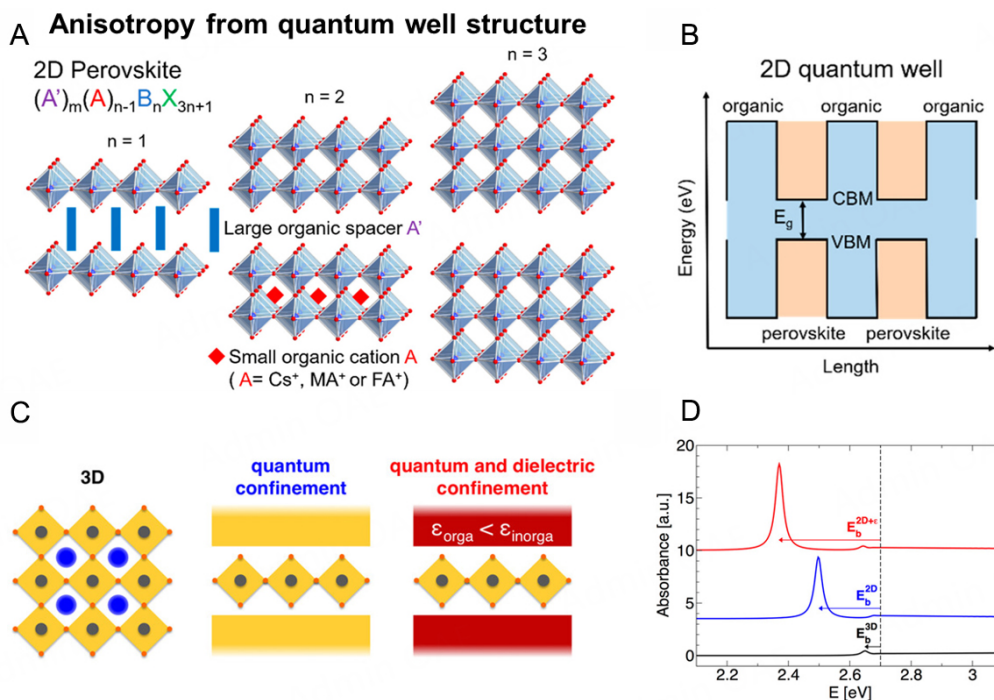 A
Anisotropy from quantum well structure
2D Perovskite
(A')ₘ(A)ₙ₋₁BₙX₃ₙ₊₁
n = 1
n = 2
n = 3
Large organic spacer A'
Small organic cation A
( A= Cs⁺, MA⁺ or FA⁺)
B
2D quantum well
organic organic organic
CBM
E_g
VBM
perovskite perovskite
Energy (eV)
Length
C
3D
quantum
confinement
quantum and dielectric
confinement
ε_orga < ε_inorga
D
20
15
10
5
0
Absorbance [a.u.]
E_b^2D+ε
E_b^2D
E_b^3D
2.2 2.4 2.6 2.8 3
E [eV]